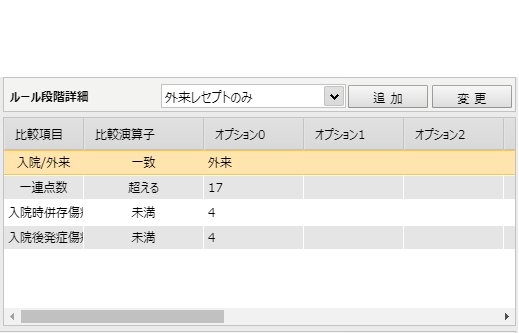 ルール段階詳細 外来レセプトのみ 追 加 変 更
比較項目 比較演算子 オプション0 オプション1 オプション2
入院/外来 一致 外来
一連点数 超える 17
入院時併存傷 未満 4
入院後発症傷 未満 4